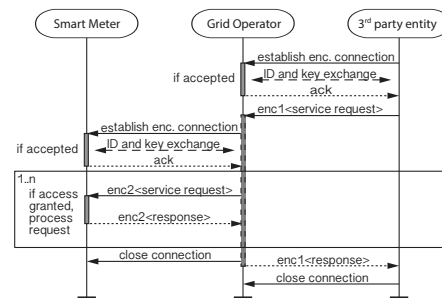 Smart Meter
Grid Operator
3rd party entity
establish enc. connection
if accepted
ID and key exchange
ack
enc1<service request>
establish enc. connection
if accepted
ID and key exchange
ack
1..n
if access
granted,
process
request
enc2<service request>
enc2<response>
close connection
enc1<response>
close connection